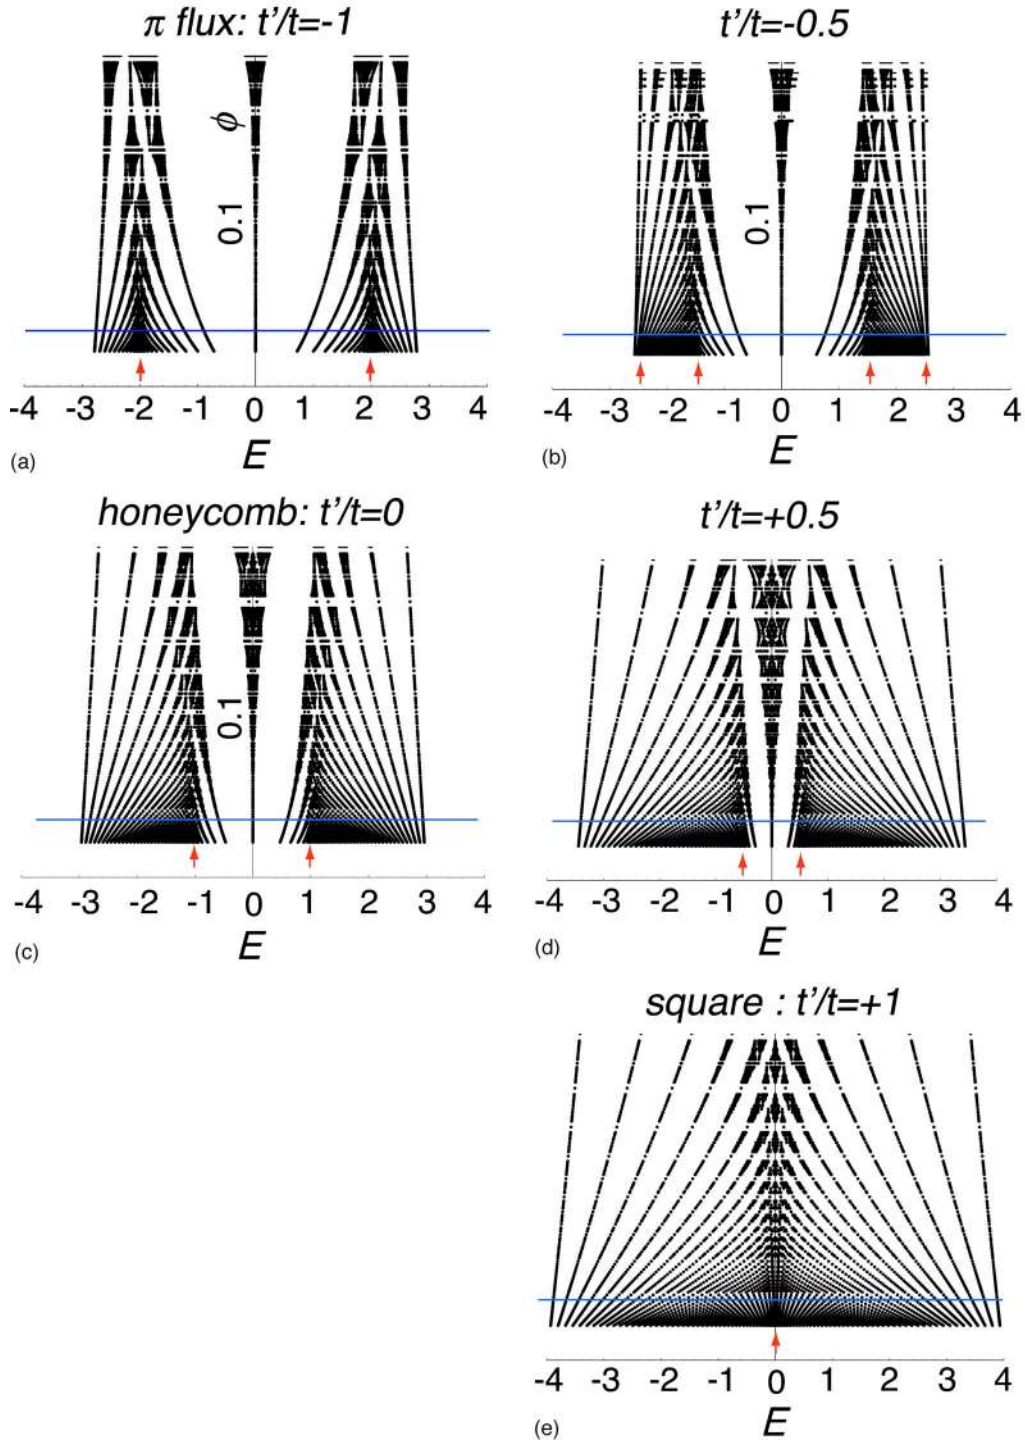 π flux: t'/t=-1
t'/t=-0.5
ϕ
0.1
0.1
-4 -3 -2 -1 0 1 2 3 4
-4 -3 -2 -1 0 1 2 3 4
E
E
(a)
(b)
honeycomb: t'/t=0
t'/t=+0.5
0.1
-4 -3 -2 -1 0 1 2 3 4
-4 -3 -2 -1 0 1 2 3 4
E
E
(c)
(d)
square : t'/t=+1
-4 -3 -2 -1 0 1 2 3 4
E
(e)